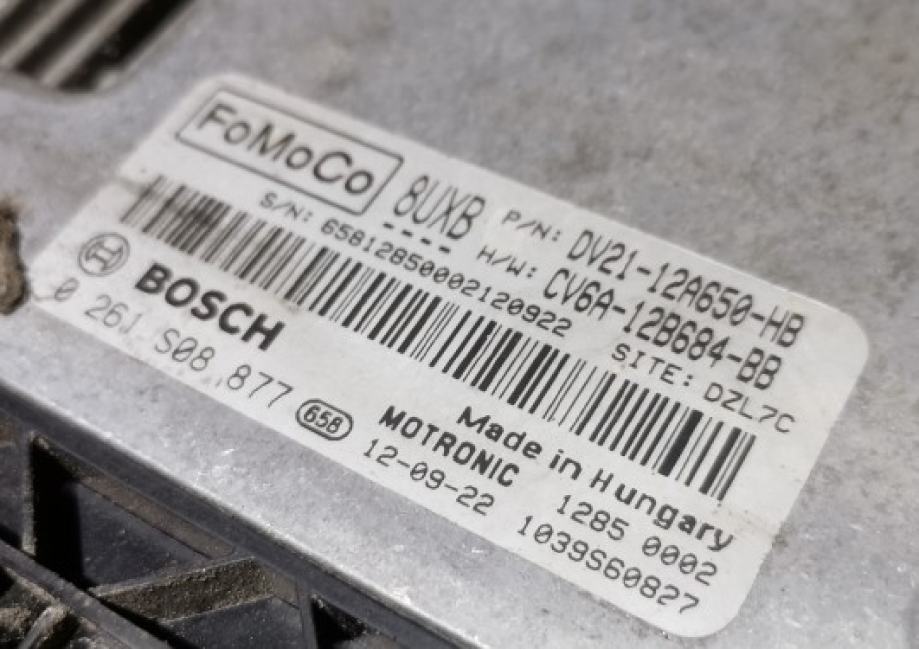 FoMoCo
8UXB
P/N: DV21-12A650-HB
H/W: CV6A-12B684-BB
S/N: 65812850002120922
SITE: DZL7C
BOSCH
0 261 S08 877
658
Made in Hungary
MOTRONIC
1285 0002
12-09-22
1039S60827